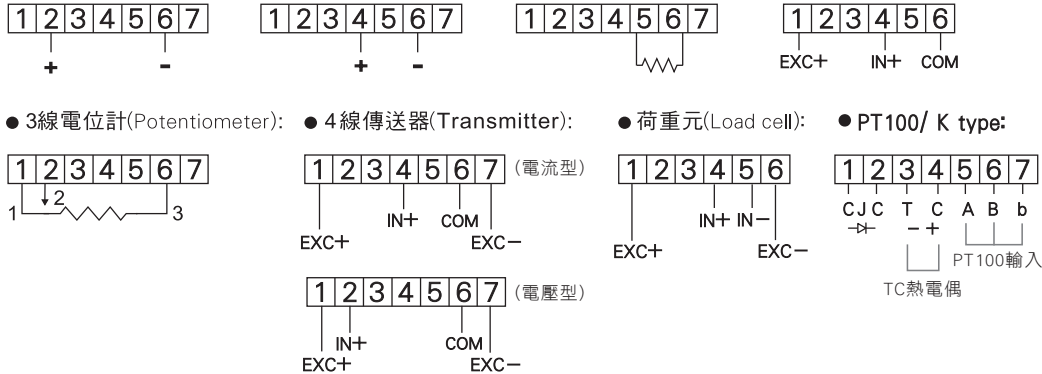 1 2 3 4 5 6 7
+ -
1 2 3 4 5 6 7
+ -
1 2 3 4 5 6 7
1 2 3 4 5 6
EXC+ IN+ COM
● 3線電位計(Potentiometer):
1 2 3 4 5 6 7
1 2 3
● 4線傳送器(Transmitter):
1 2 3 4 5 6 7 (電流型)
IN+ COM
EXC+ EXC-
1 2 3 4 5 6 7 (電壓型)
IN+ COM
EXC+ EXC-
● 荷重元(Load cell):
1 2 3 4 5 6
IN+ IN-
EXC+ EXC-
● PT100/ K type:
1 2 3 4 5 6 7
C J C T C A B b
- +
PT100輸入
TC熱電偶